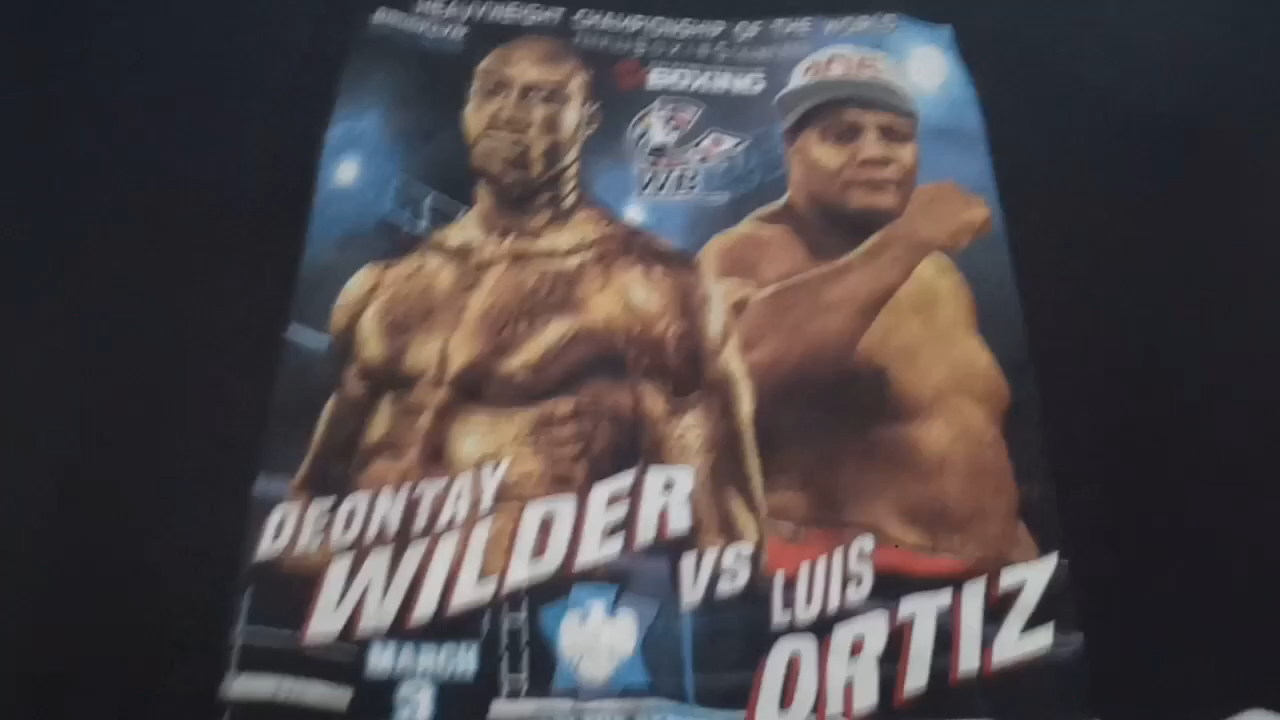 HEAVYWEIGHT CHAMPIONSHIP OF THE WORLD
BOXING
DEONTAY
WILDER
VS
LUIS
ORTIZ
MARCH
3